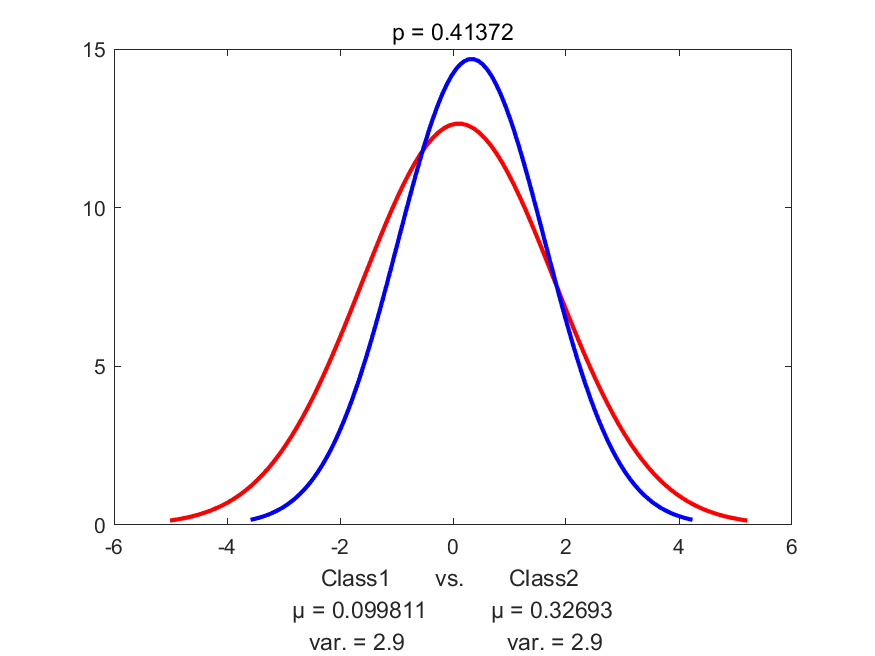 p = 0.41372
15
10
5
0
-6 -4 -2 0 2 4 6
Class1 vs. Class2
μ = 0.099811 μ = 0.32693
var. = 2.9 var. = 2.9